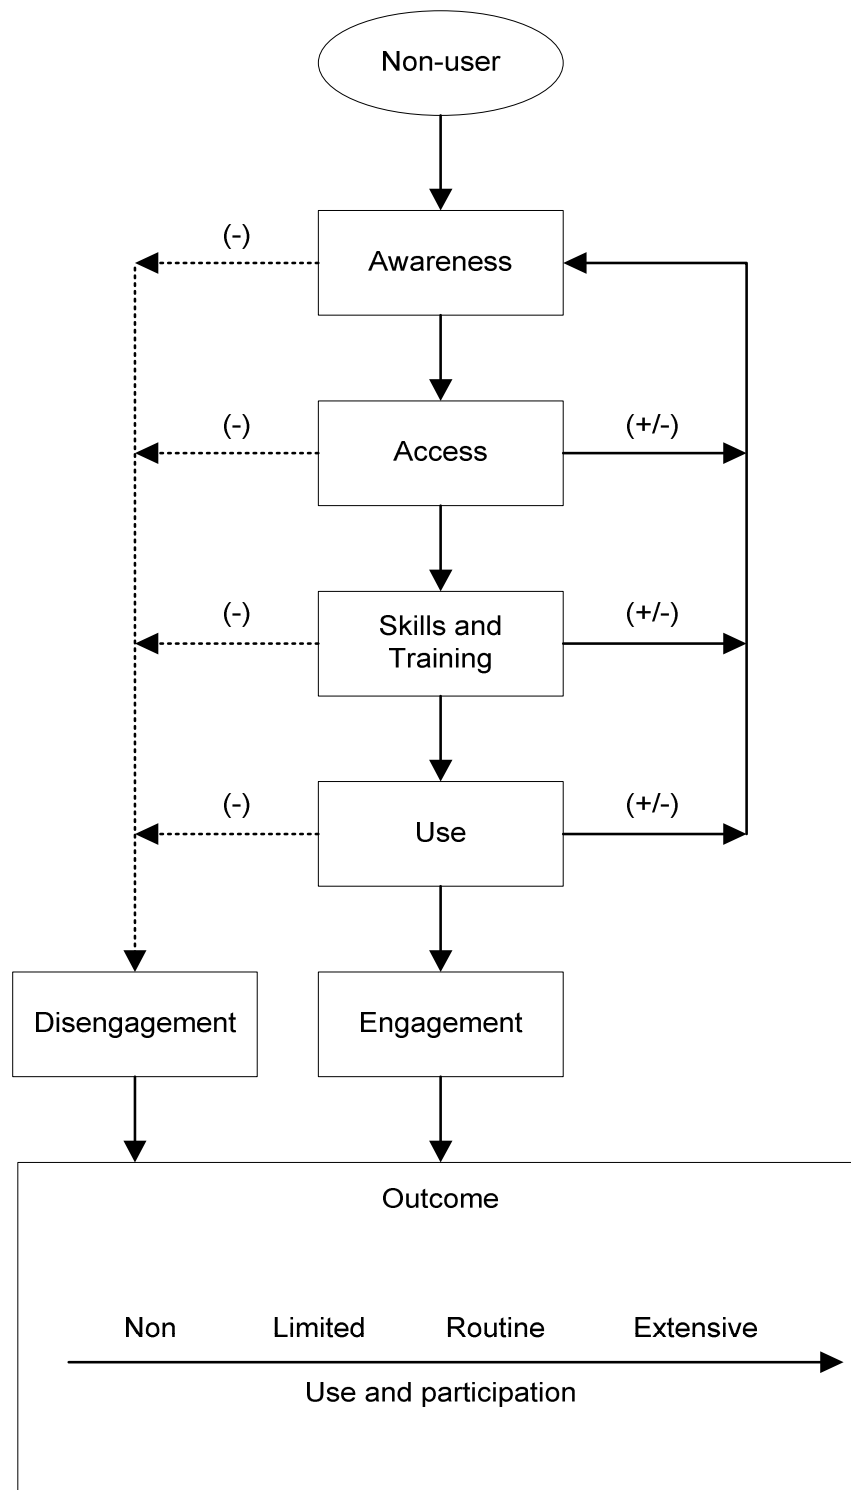 Non-user
(-)
Awareness
(-)
Access
(+/-)
(-)
Skills and
Training
(+/-)
(-)
Use
(+/-)
Disengagement
Engagement
Outcome
Non
Limited
Routine
Extensive
Use and participation